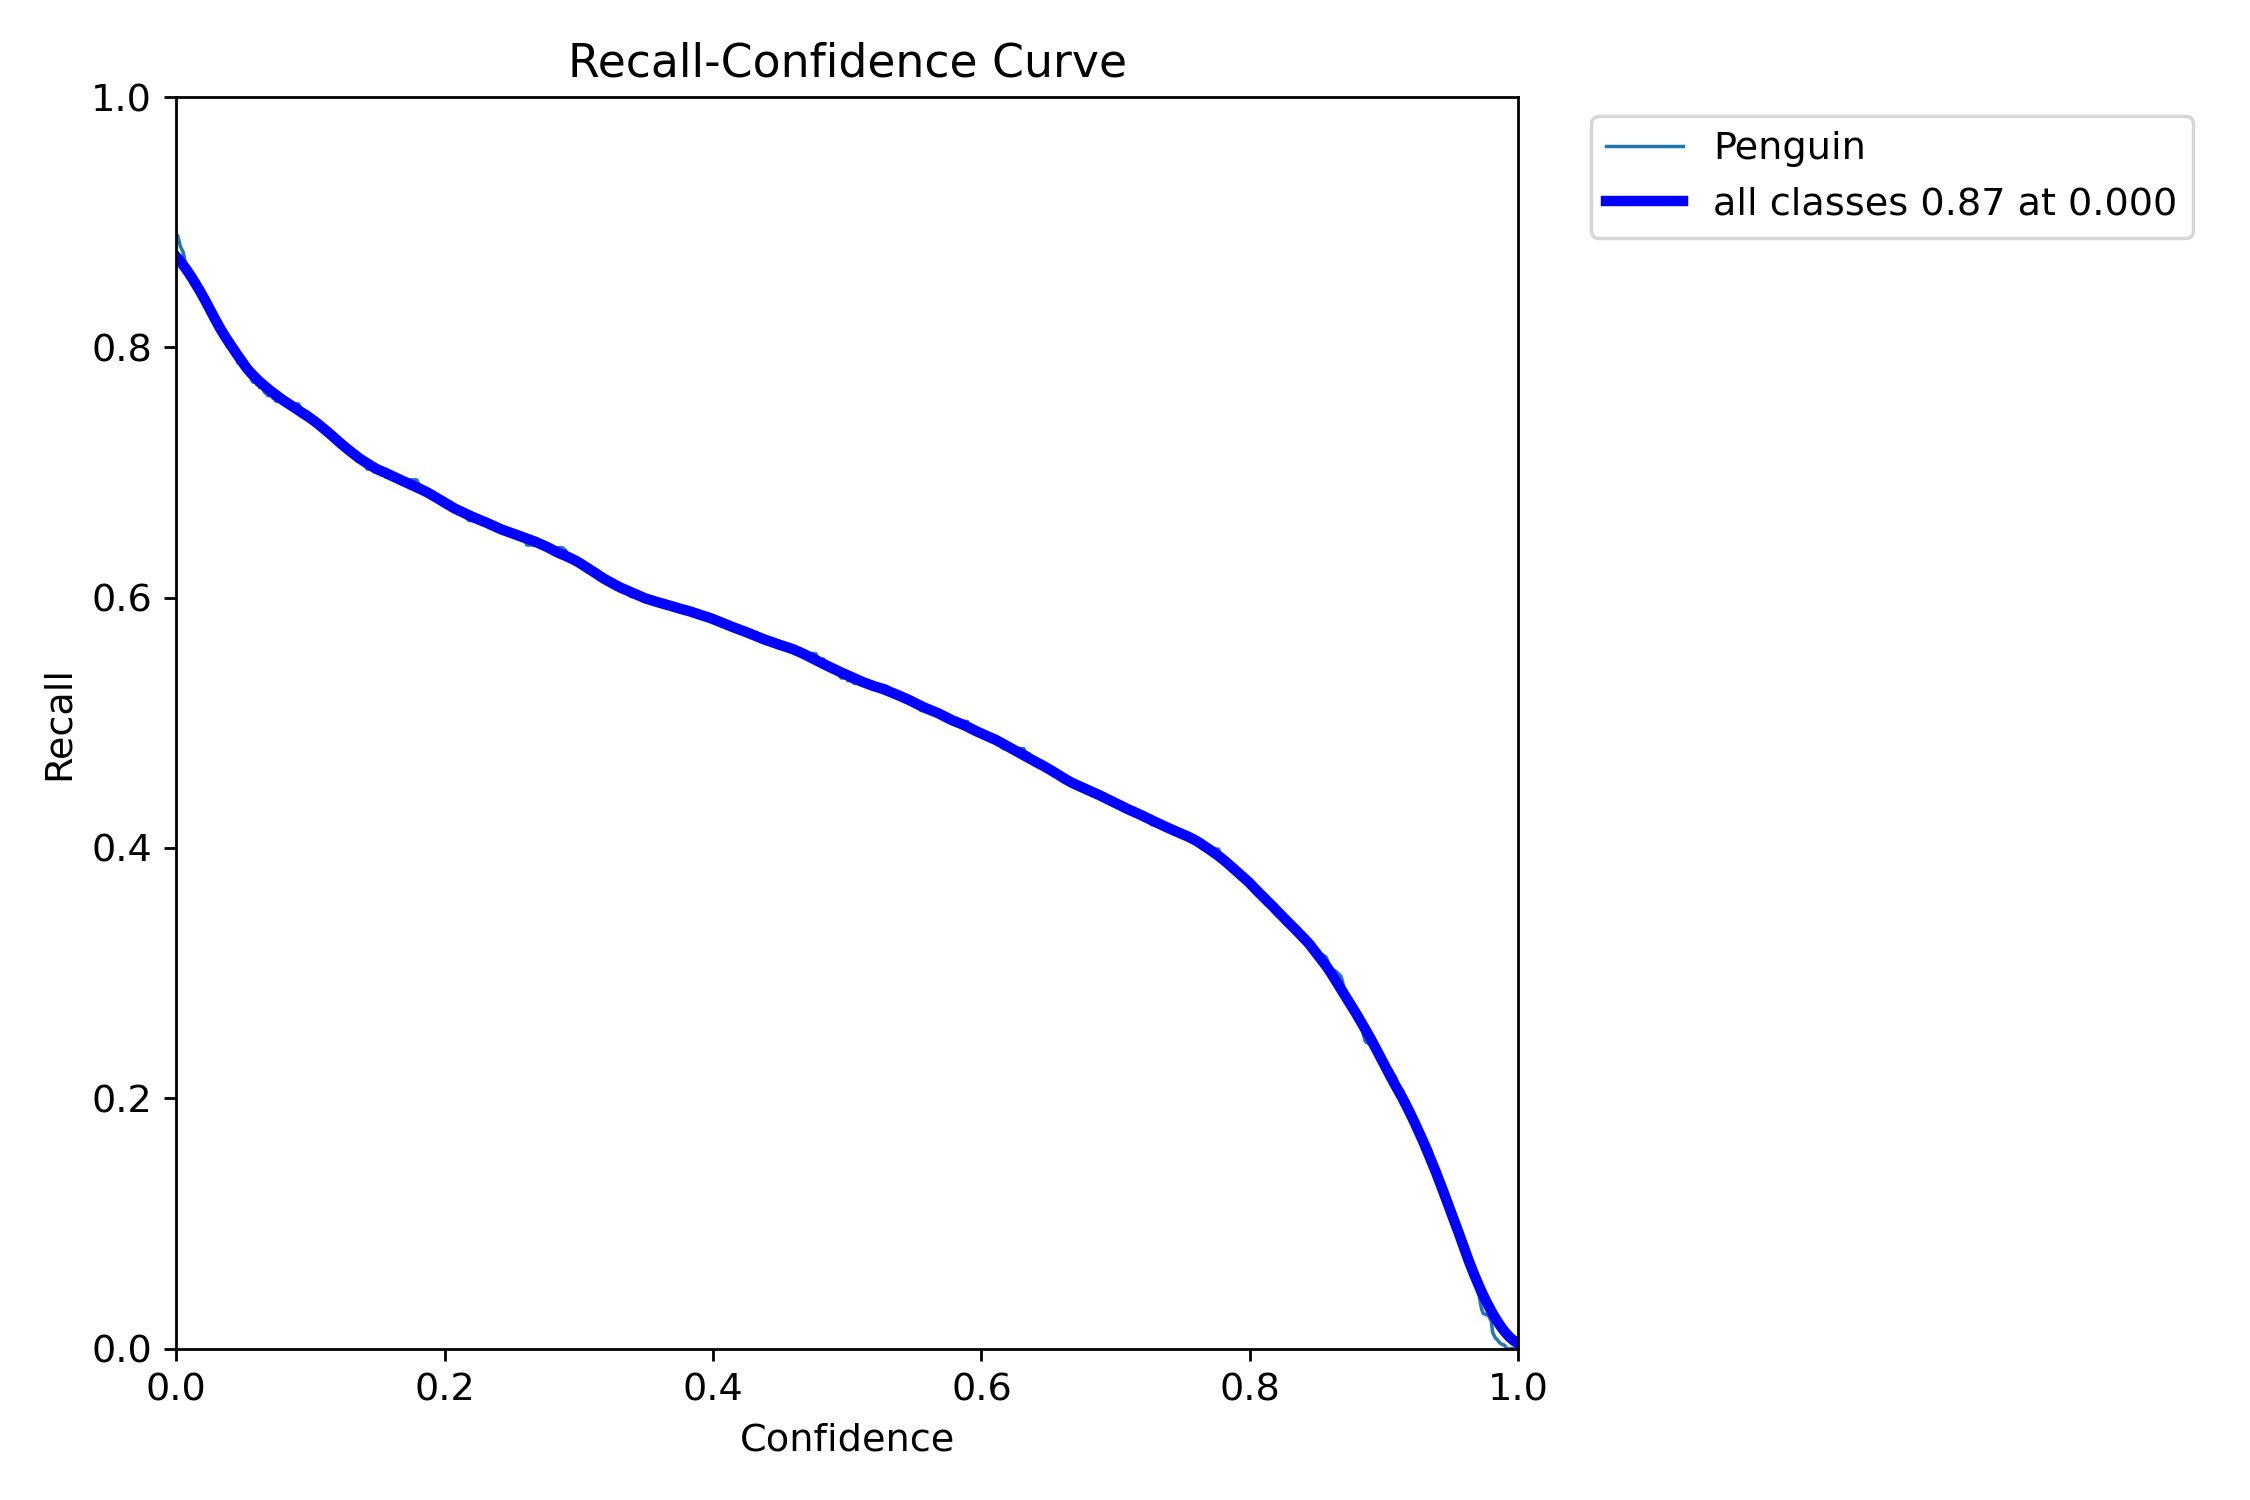 Recall-Confidence Curve
Penguin
all classes 0.87 at 0.000
Recall
1.0
0.8
0.6
0.4
0.2
0.0
0.0 0.2 0.4 0.6 0.8 1.0
Confidence